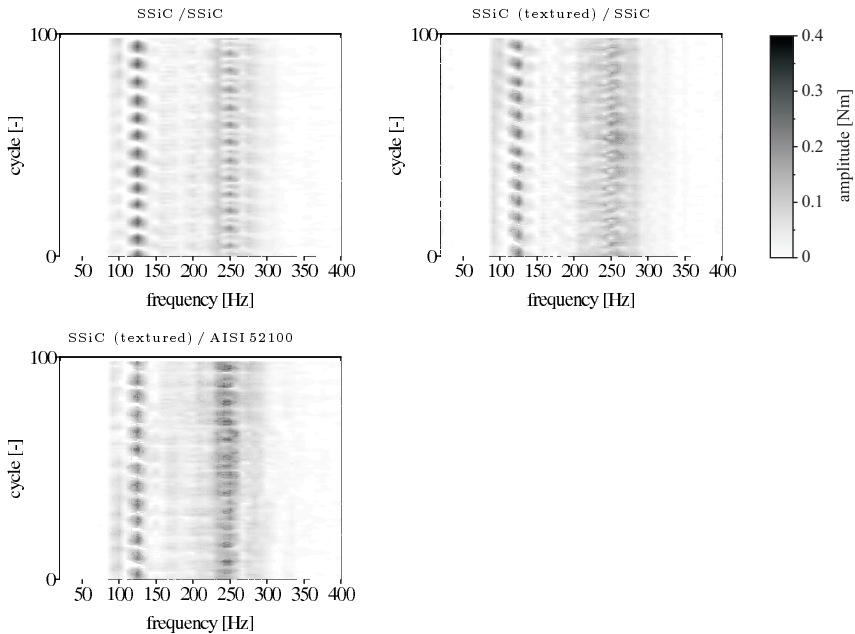 SSiC /SSiC
100
0
cycle [-]
50 100 150 200 250 300 350 400
frequency [Hz]
SSiC (textured) / SSiC
100
0
cycle [-]
50 100 150 200 250 300 350 400
frequency [Hz]
0.4
0.3
0.2
0.1
0
amplitude [Nm]
SSiC (textured) / AISI 52100
100
0
cycle [-]
50 100 150 200 250 300 350 400
frequency [Hz]